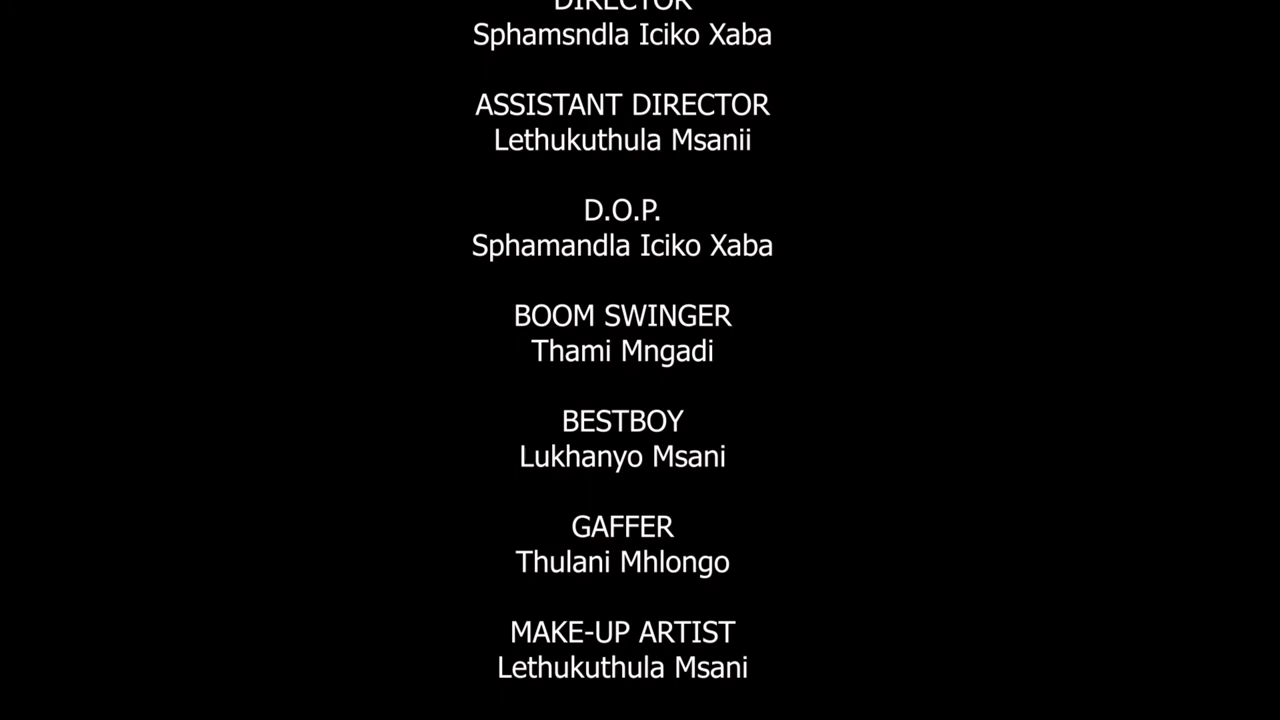 DIRECTOR
Sphamsndla Iciko Xaba
ASSISTANT DIRECTOR
Lethukuthula Msanii
D.O.P.
Sphamandla Iciko Xaba
BOOM SWINGER
Thami Mngadi
BESTBOY
Lukhanyo Msani
GAFFER
Thulani Mhlongo
MAKE-UP ARTIST
Lethukuthula Msani